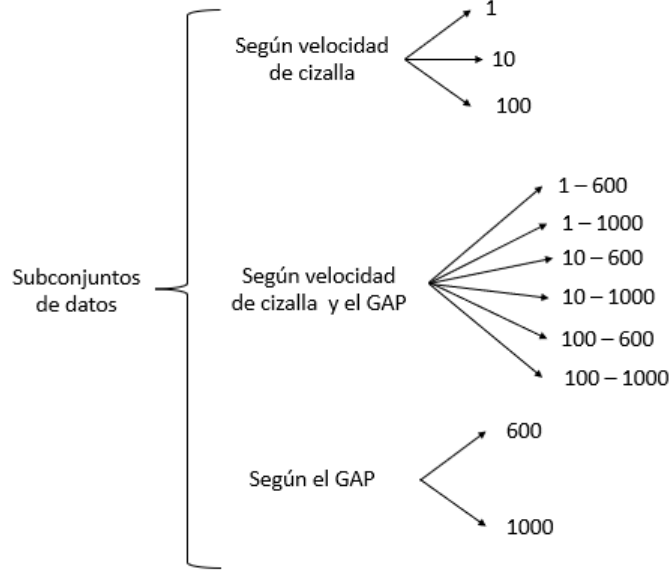 Subconjuntos
de datos
Según velocidad
de cizalla
1
10
100
Según velocidad
de cizalla y el GAP
1 – 600
1 – 1000
10 – 600
10 – 1000
100 – 600
100 – 1000
Según el GAP
600
1000